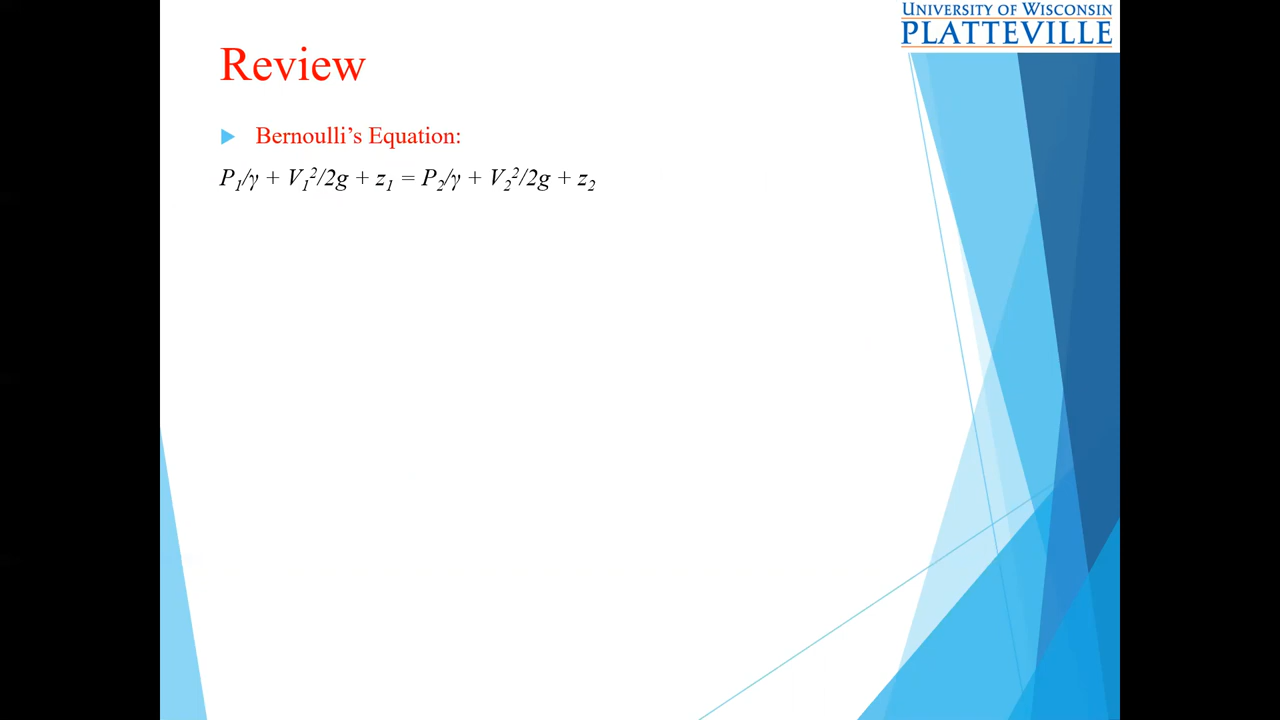 UNIVERSITY OF WISCONSIN
PLATTEVILLE
Review
Bernoulli’s Equation:
P₁/γ + V₁²/2g + z₁ = P₂/γ + V₂²/2g + z₂